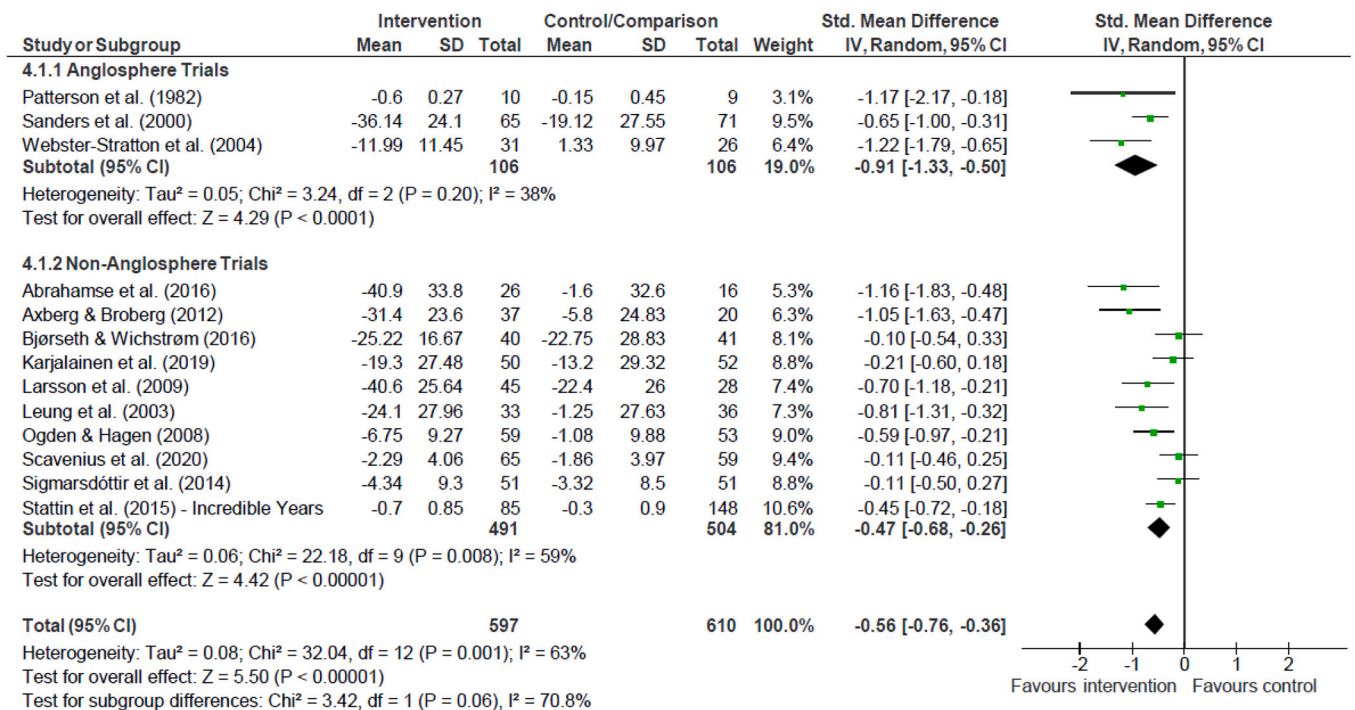 Intervention Control/Comparison Std. Mean Difference Std. Mean Difference
Study or Subgroup Mean SD Total Mean SD Total Weight IV, Random, 95% CI IV, Random, 95% CI
4.1.1 Anglosphere Trials
Patterson et al. (1982) -0.6 0.27 10 -0.15 0.45 9 3.1% -1.17 [-2.17, -0.18]
Sanders et al. (2000) -36.14 24.1 65 -19.12 27.55 71 9.5% -0.65 [-1.00, -0.31]
Webster-Stratton et al. (2004) -11.99 11.45 31 1.33 9.97 26 6.4% -1.22 [-1.79, -0.65]
Subtotal (95% CI) 106 106 19.0% -0.91 [-1.33, -0.50]
Heterogeneity: Tau² = 0.05; Chi² = 3.24, df = 2 (P = 0.20); I² = 38%
Test for overall effect: Z = 4.29 (P < 0.0001)
4.1.2 Non-Anglosphere Trials
Abrahamse et al. (2016) -40.9 33.8 26 -1.6 32.6 16 5.3% -1.16 [-1.83, -0.48]
Axberg & Broberg (2012) -31.4 23.6 37 -5.8 24.83 20 6.3% -1.05 [-1.63, -0.47]
Bjørseth & Wichstrøm (2016) -25.22 16.67 40 -22.75 28.83 41 8.1% -0.10 [-0.54, 0.33]
Karjalainen et al. (2019) -19.3 27.48 50 -13.2 29.32 52 8.8% -0.21 [-0.60, 0.18]
Larsson et al. (2009) -40.6 25.64 45 -22.4 26 28 7.4% -0.70 [-1.18, -0.21]
Leung et al. (2003) -24.1 27.96 33 -1.25 27.63 36 7.3% -0.81 [-1.31, -0.32]
Ogden & Hagen (2008) -6.75 9.27 59 -1.08 9.88 53 9.0% -0.59 [-0.97, -0.21]
Scavenius et al. (2020) -2.29 4.06 65 -1.86 3.97 59 9.4% -0.11 [-0.46, 0.25]
Sigmarsdóttir et al. (2014) -4.34 9.3 51 -3.32 8.5 51 8.8% -0.11 [-0.50, 0.27]
Stattin et al. (2015) - Incredible Years -0.7 0.85 85 -0.3 0.9 148 10.6% -0.45 [-0.72, -0.18]
Subtotal (95% CI) 491 504 81.0% -0.47 [-0.68, -0.26]
Heterogeneity: Tau² = 0.06; Chi² = 22.18, df = 9 (P = 0.008); I² = 59%
Test for overall effect: Z = 4.42 (P < 0.00001)
Total (95% CI) 597 610 100.0% -0.56 [-0.76, -0.36]
Heterogeneity: Tau² = 0.08; Chi² = 32.04, df = 12 (P = 0.001); I² = 63%
Test for overall effect: Z = 5.50 (P < 0.00001)
Test for subgroup differences: Chi² = 3.42, df = 1 (P = 0.06), I² = 70.8%
-2 -1 0 1 2
Favours intervention Favours control